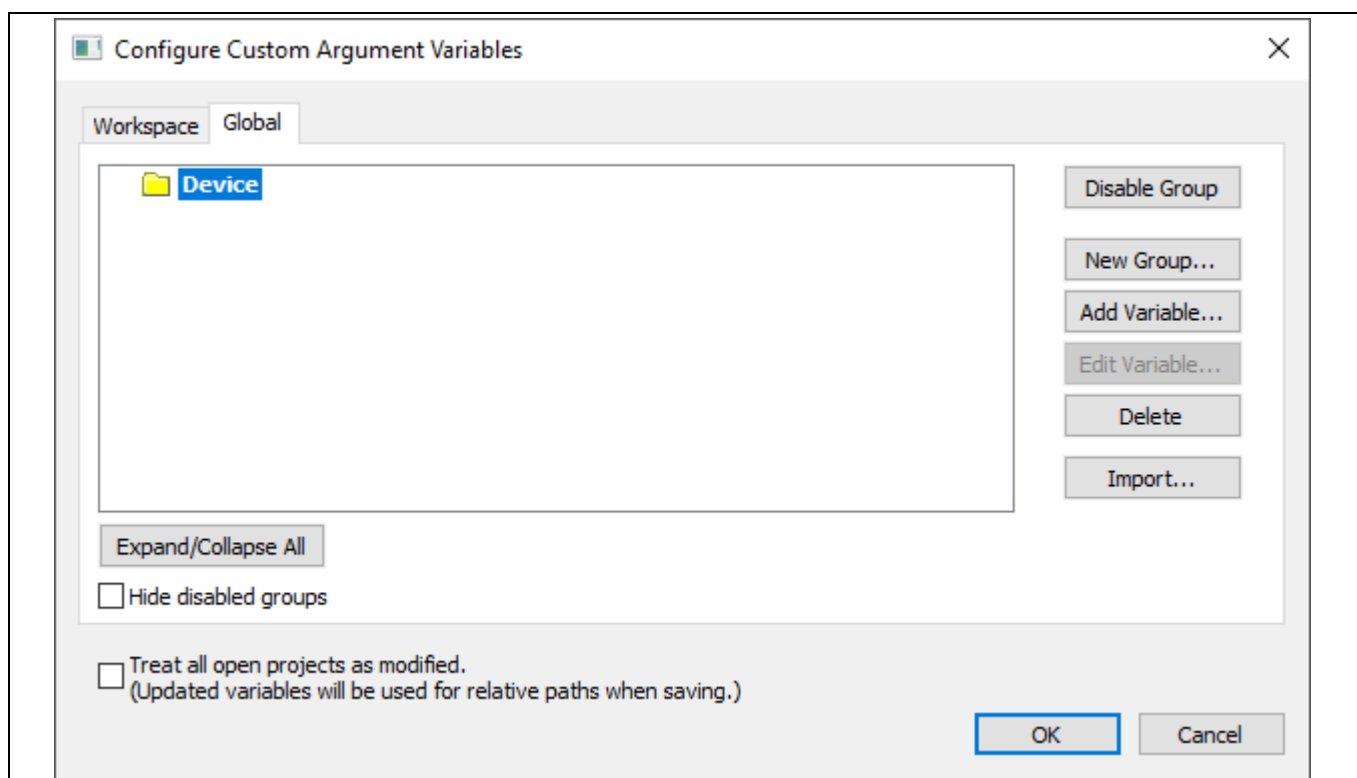 Configure Custom Argument Variables
Workspace
Global
Device
Disable Group
New Group...
Add Variable...
Edit Variable...
Delete
Import...
Expand/Collapse All
Hide disabled groups
Treat all open projects as modified.
(Updated variables will be used for relative paths when saving.)
OK
Cancel